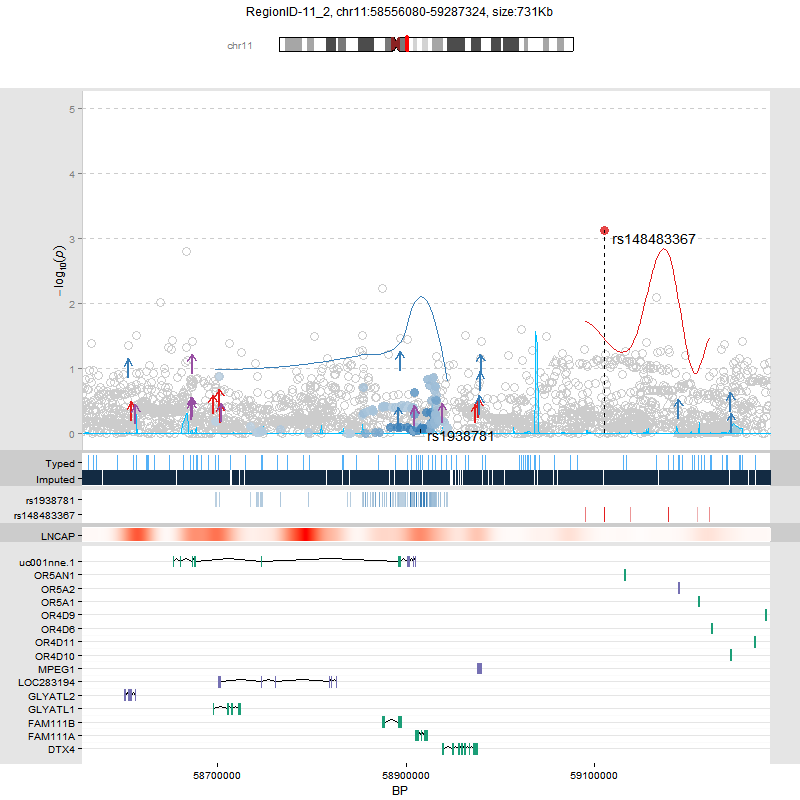 RegionID-11_2, chr11:58556080-59287324, size:731Kb
chr11
5
4
3
2
1
0
−log10(p)
rs148483367
rs1938781
Typed
Imputed
rs1938781
rs148483367
LNCAP
uc001nne.1
OR5AN1
OR5A2
OR5A1
OR4D9
OR4D6
OR4D11
OR4D10
MPEG1
LOC283194
GLYATL2
GLYATL1
FAM111B
FAM111A
DTX4
58700000 58900000 59100000
BP